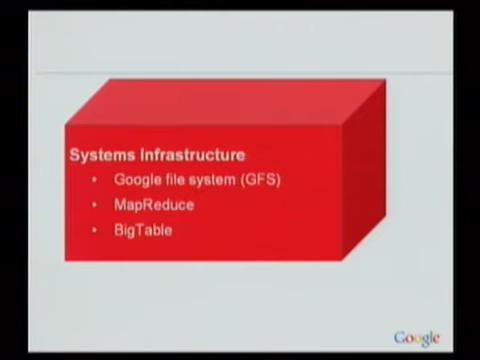 Systems Infrastructure
• Google file system (GFS)
• MapReduce
• BigTable
Google